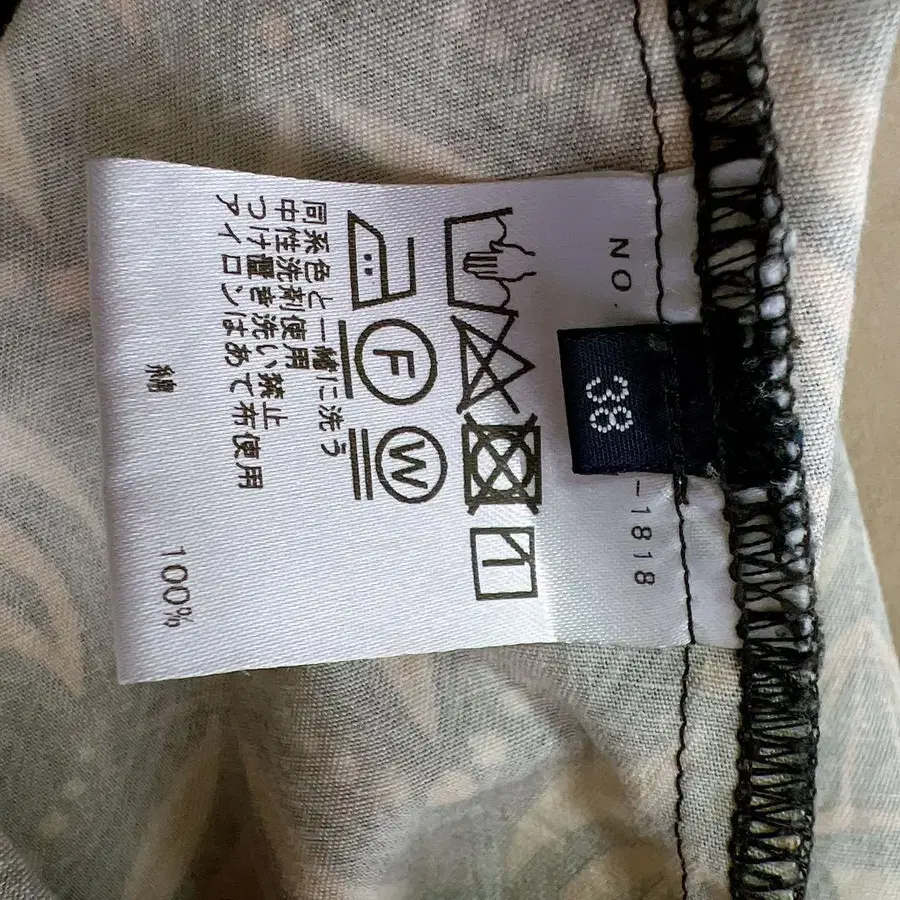 NO.
-1818
38
F W
同系色と一緒に洗う
中性洗剤使用
つけ置き洗い禁止
アイロンはあて布使用
綿 100%